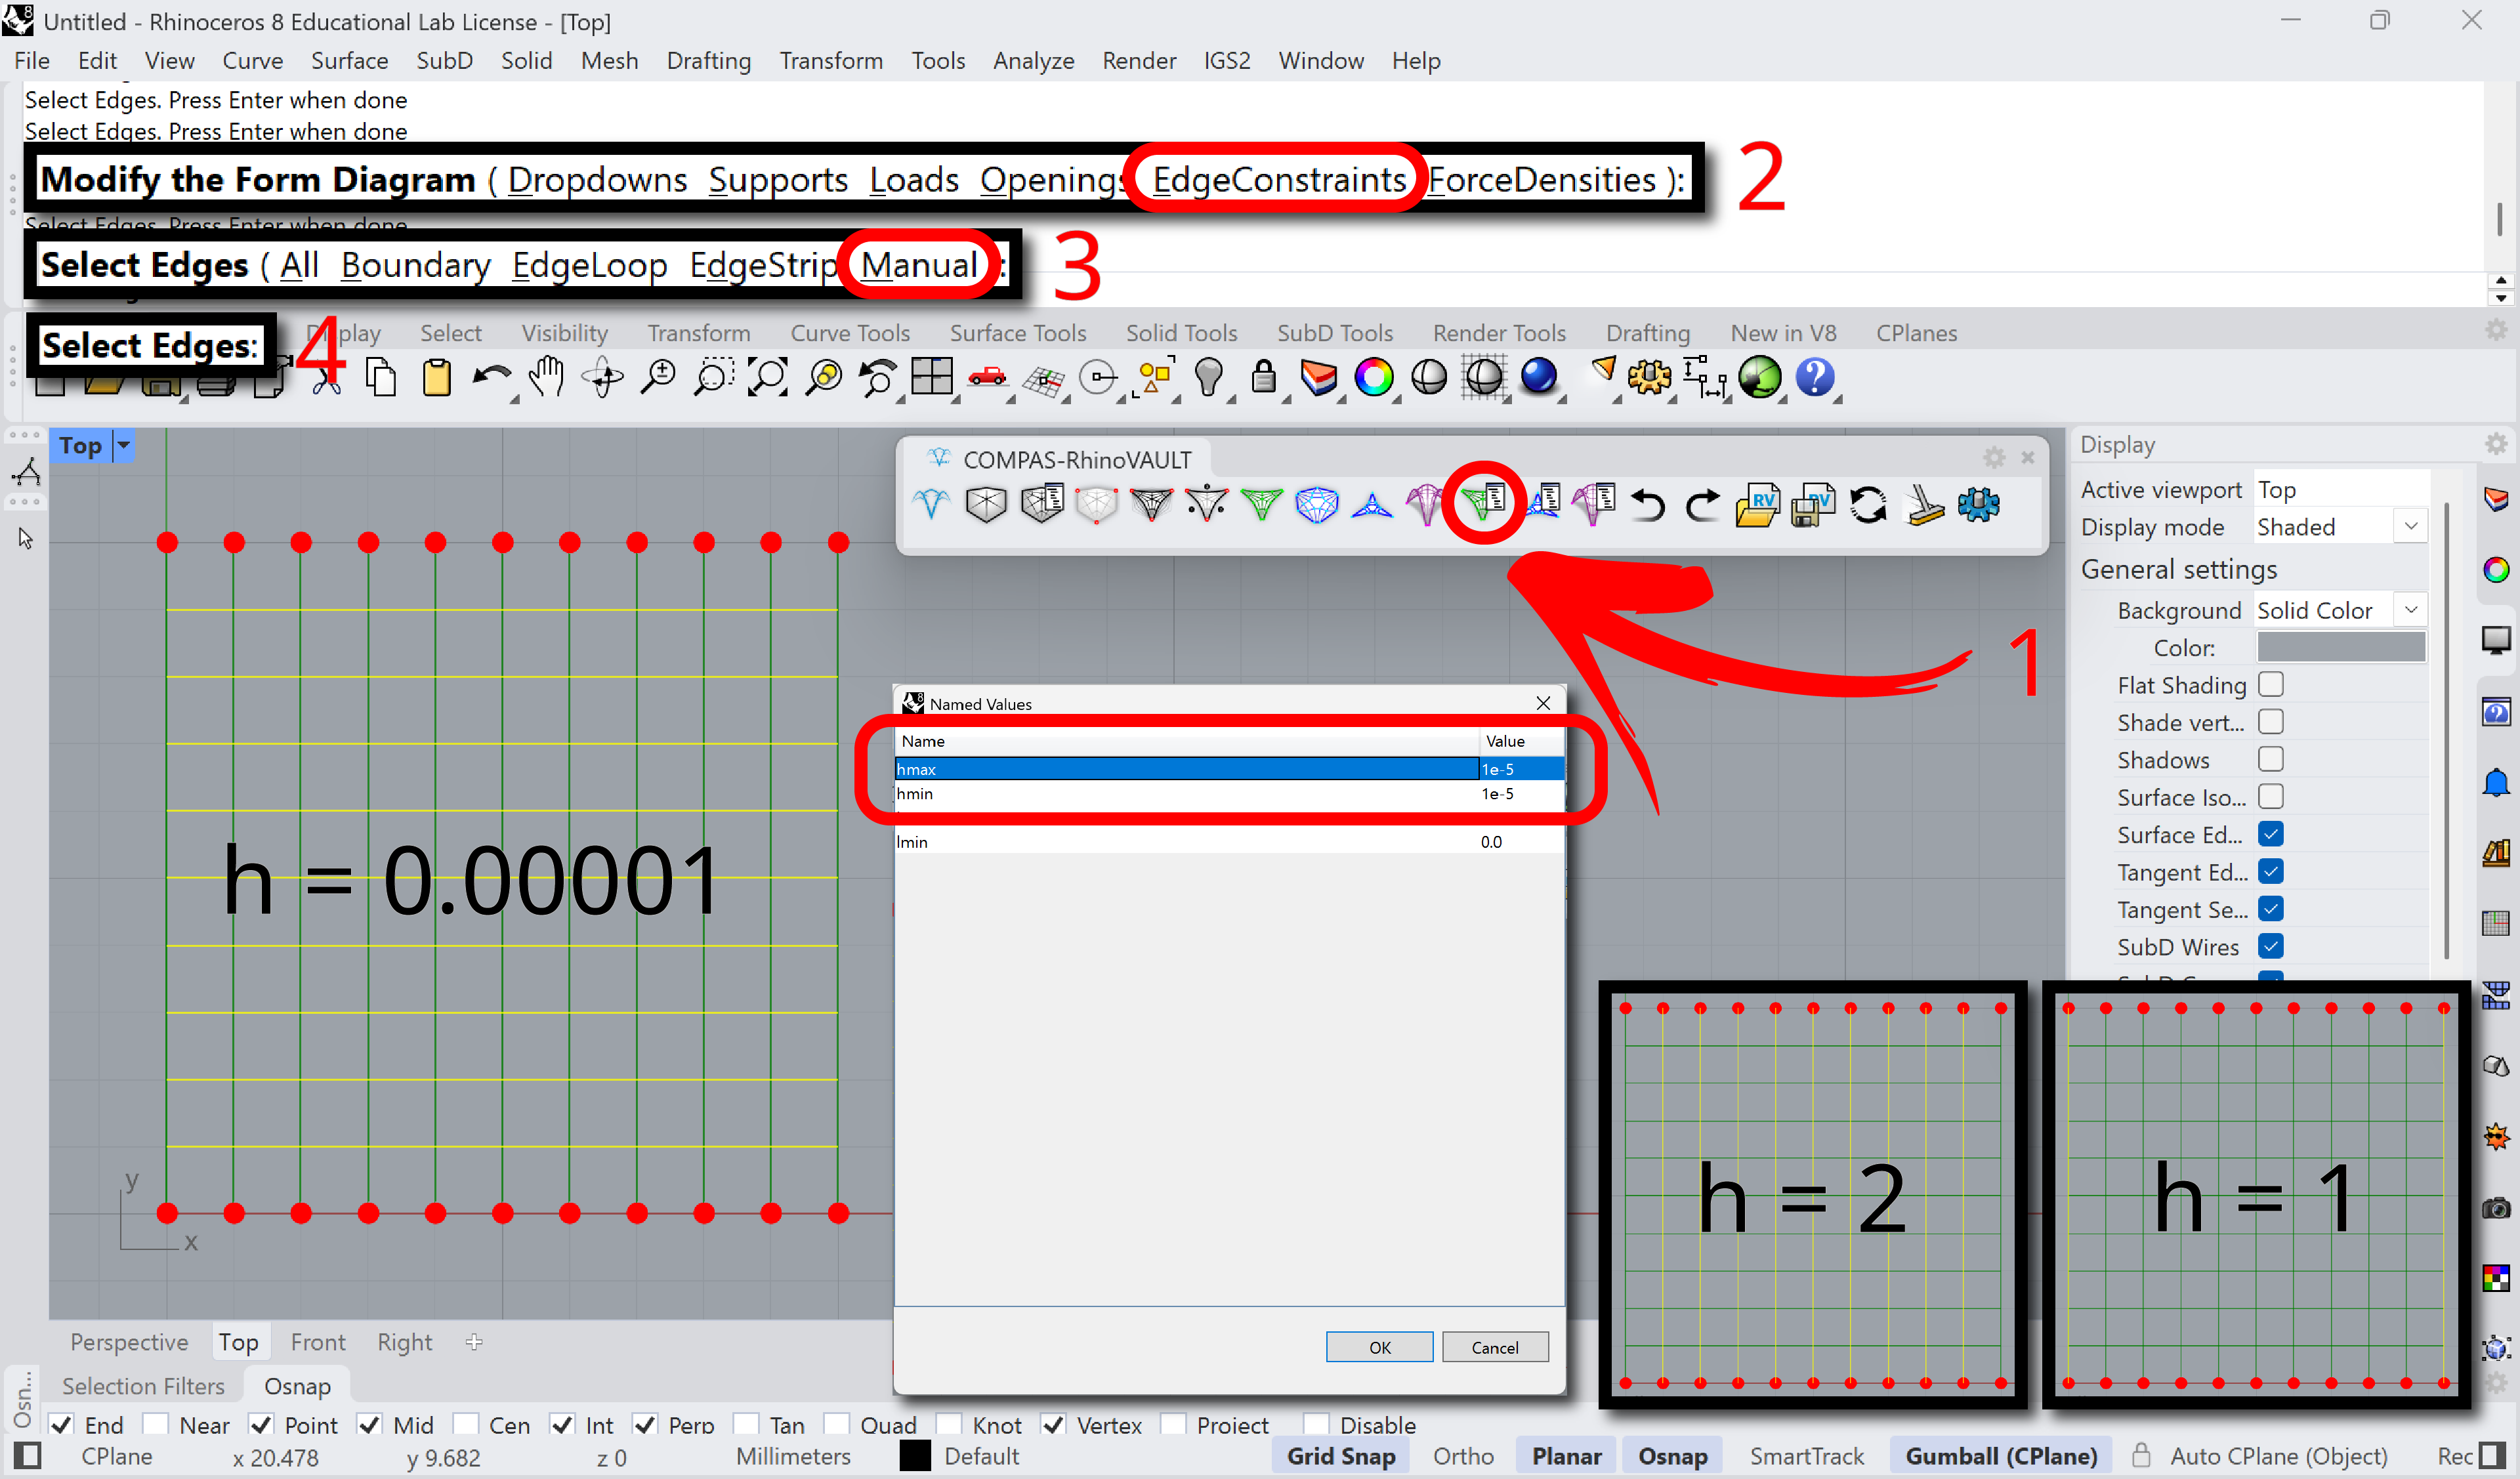 Untitled - Rhinoceros 8 Educational Lab License - [Top]
File Edit View Curve Surface SubD Solid Mesh Drafting Transform Tools Analyze Render IGS2 Window Help
Select Edges. Press Enter when done
Select Edges. Press Enter when done
Modify the Form Diagram ( Dropdowns Supports Loads Openings EdgeConstraints ForceDensities ): 2
Select Edges. Press Enter when done
Select Edges ( All Boundary EdgeLoop EdgeStrip Manual ): 3
Select Edges: 4
Display Select Visibility Transform Curve Tools Surface Tools Solid Tools SubD Tools Render Tools Drafting New in V8 CPlanes
Top
COMPAS-RhinoVAULT
RV RV
1
Display
Active viewport Top
Display mode Shaded
General settings
Background Solid Color
Color:
Flat Shading
Shade vert...
Shadows
Surface Iso...
Surface Ed...
Tangent Ed...
Tangent Se...
SubD Wires
Named Values
Name Value
hmax 1e-5
hmin 1e-5
lmin 0.0
OK Cancel
h = 0.00001
y
x
h = 2
h = 1
Perspective Top Front Right
Osn...
Selection Filters Osnap
End Near Point Mid Cen Int Perp Tan Quad Knot Vertex Project Disable
CPlane x 20.478 y 9.682 z 0 Millimeters Default Grid Snap Ortho Planar Osnap SmartTrack Gumball (CPlane) Auto CPlane (Object) Rec